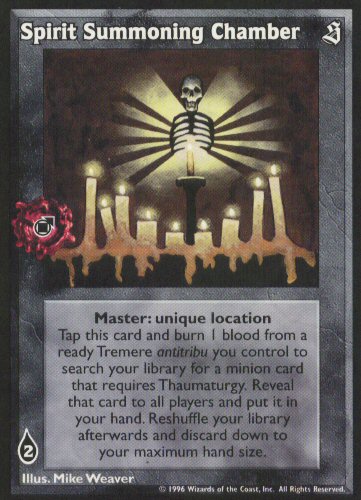 Spirit Summoning Chamber
Master: unique location
Tap this card and burn 1 blood from a
ready Tremere antitribu you control to
search your library for a minion card
that requires Thaumaturgy. Reveal
that card to all players and put it in
your hand. Reshuffle your library
afterwards and discard down to
your maximum hand size.
2
Illus. Mike Weaver
© 1996 Wizards of the Coast, Inc. All Rights Reserved.